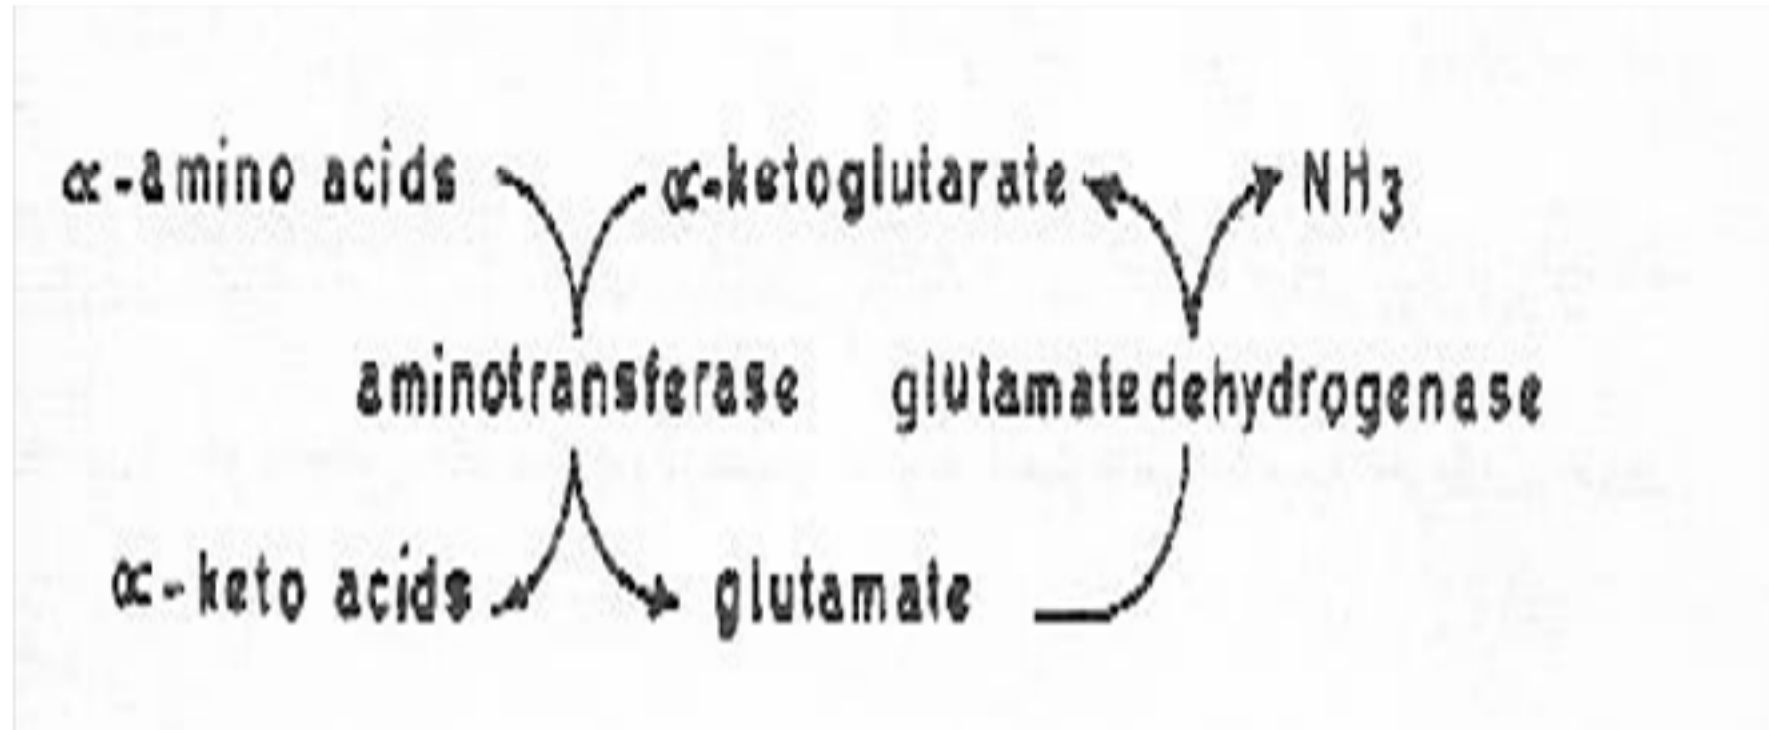 α-amino acids α-ketoglutarate NH3
aminotransferase glutamate dehydrogenase
α-keto acids glutamate